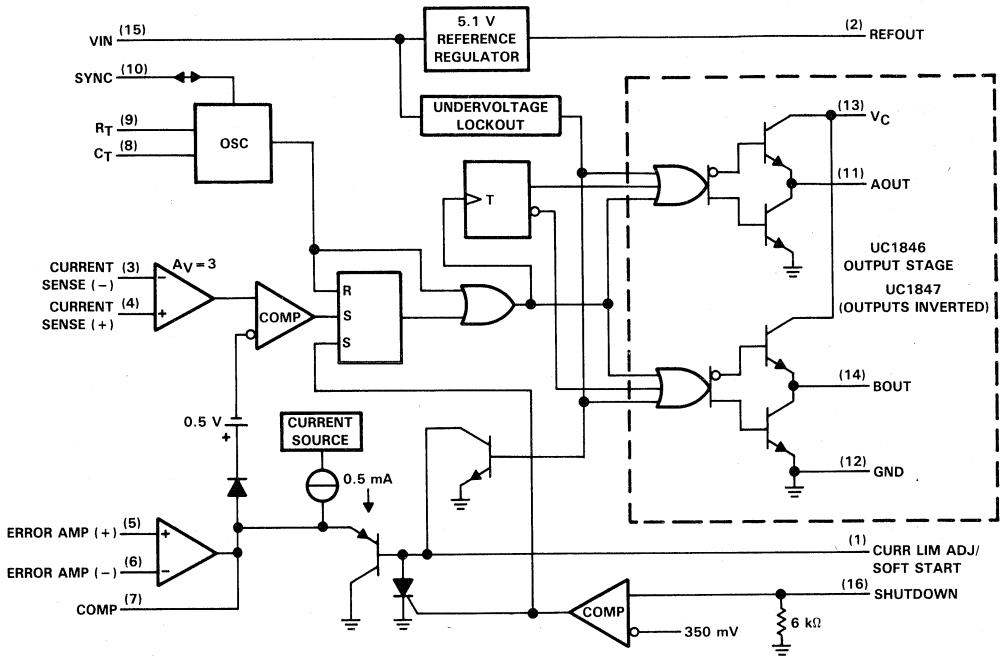 VIN (15)
5.1 V
REFERENCE
REGULATOR
(2) REFOUT
SYNC (10)
UNDERVOLTAGE
LOCKOUT
RT (9)
CT (8)
OSC
T
(13) VC
(11) AOUT
UC1846
OUTPUT STAGE
UC1847
(OUTPUTS INVERTED)
CURRENT (3)
SENSE (−)
CURRENT (4)
SENSE (+)
AV=3
−
+
COMP
R
S
S
(14) BOUT
(12) GND
0.5 V
+
CURRENT
SOURCE
0.5 mA
ERROR AMP (+) (5)
ERROR AMP (−) (6)
+
−
COMP (7)
(1) CURR LIM ADJ/
SOFT START
(16) SHUTDOWN
COMP
350 mV
6 kΩ